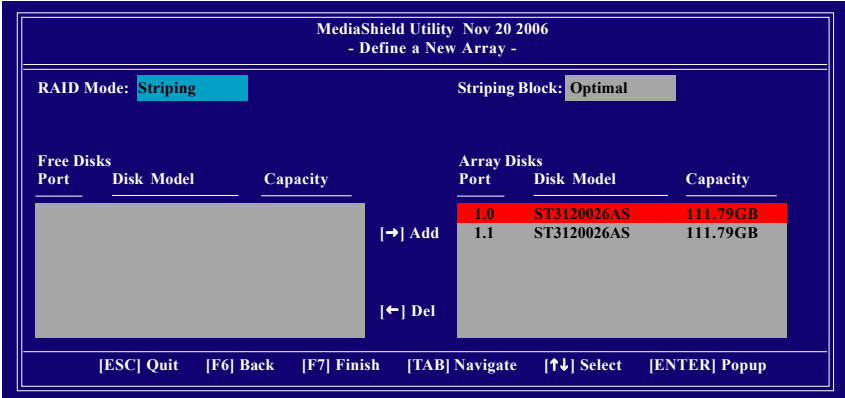 MediaShield Utility Nov 20 2006
- Define a New Array -
RAID Mode: Striping Striping Block: Optimal
Free Disks Array Disks
Port Disk Model Capacity Port Disk Model Capacity
1.0 ST3120026AS 111.79GB
[→] Add 1.1 ST3120026AS 111.79GB
[←] Del
[ESC] Quit [F6] Back [F7] Finish [TAB] Navigate [↑↓] Select [ENTER] Popup